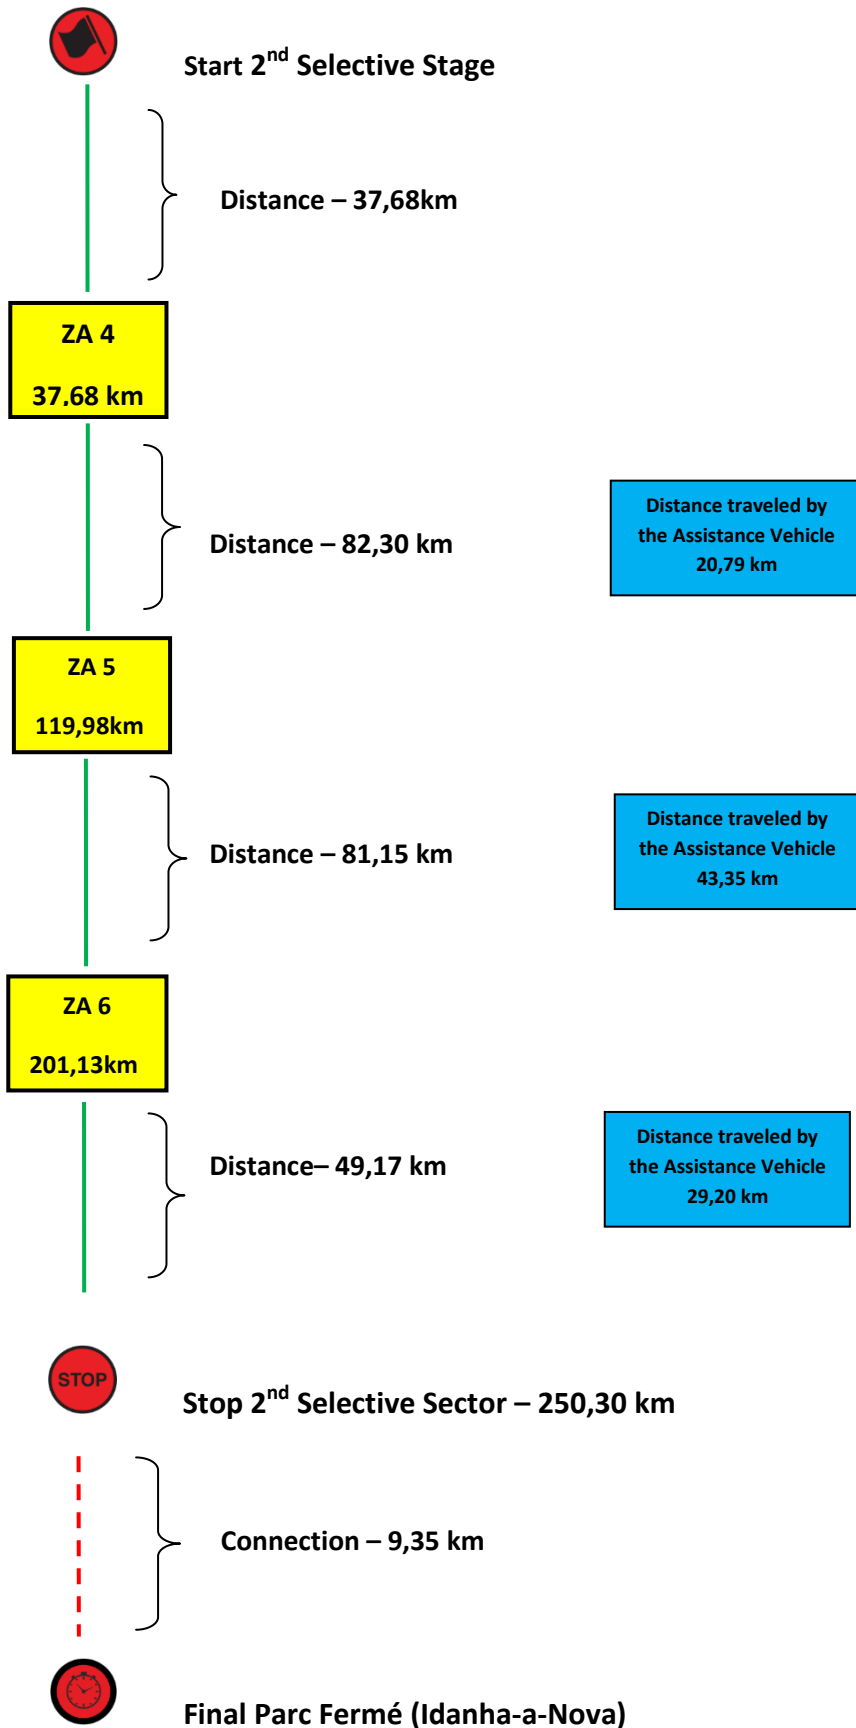 Start 2nd Selective Stage
Distance – 37,68km
ZA 4
37,68 km
Distance – 82,30 km
Distance traveled by
the Assistance Vehicle
20,79 km
ZA 5
119,98km
Distance – 81,15 km
Distance traveled by
the Assistance Vehicle
43,35 km
ZA 6
201,13km
Distance– 49,17 km
Distance traveled by
the Assistance Vehicle
29,20 km
STOP
Stop 2nd Selective Sector – 250,30 km
Connection – 9,35 km
Final Parc Fermé (Idanha-a-Nova)